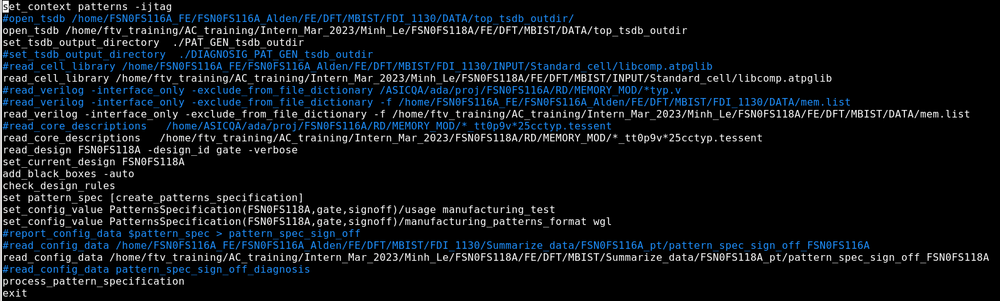 set_context patterns -ijtag
#open_tsdb /home/FSN0FS116A_FE/FSN0FS116A_Alden/FE/DFT/MBIST/FDI_1130/DATA/top_tsdb_outdir/
open_tsdb /home/ftv_training/AC_training/Intern_Mar_2023/Minh_Le/FSN0FS118A/FE/DFT/MBIST/DATA/top_tsdb_outdir
set_tsdb_output_directory  ./PAT_GEN_tsdb_outdir
#set_tsdb_output_directory  ./DIAGNOSIG_PAT_GEN_tsdb_outdir
#read_cell_library /home/FSN0FS116A_FE/FSN0FS116A_Alden/FE/DFT/MBIST/FDI_1130/INPUT/Standard_cell/libcomp.atpglib
read_cell_library /home/ftv_training/AC_training/Intern_Mar_2023/Minh_Le/FSN0FS118A/FE/DFT/MBIST/INPUT/Standard_cell/libcomp.atpglib
#read_verilog -interface_only -exclude_from_file_dictionary /ASICQA/ada/proj/FSN0FS116A/RD/MEMORY_MOD/*typ.v
#read_verilog -interface_only -exclude_from_file_dictionary -f /home/FSN0FS116A_FE/FSN0FS116A_Alden/FE/DFT/MBIST/FDI_1130/DATA/mem.list
read_verilog -interface_only -exclude_from_file_dictionary -f /home/ftv_training/AC_training/Intern_Mar_2023/Minh_Le/FSN0FS118A/FE/DFT/MBIST/DATA/mem.list
#read_core_descriptions   /home/ASICQA/ada/proj/FSN0FS116A/RD/MEMORY_MOD/*_tt0p9v*25cctyp.tessent
read_core_descriptions   /home/ftv_training/AC_training/Intern_Mar_2023/FSN0FS118A/RD/MEMORY_MOD/*_tt0p9v*25cctyp.tessent
read_design FSN0FS118A -design_id gate -verbose
set_current_design FSN0FS118A
add_black_boxes -auto
check_design_rules
set pattern_spec [create_patterns_specification]
set_config_value PatternsSpecification(FSN0FS118A,gate,signoff)/usage manufacturing_test
set_config_value PatternsSpecification(FSN0FS118A,gate,signoff)/manufacturing_patterns_format wgl
#report_config_data $pattern_spec > pattern_spec_sign_off
#read_config_data /home/FSN0FS116A_FE/FSN0FS116A_Alden/FE/DFT/MBIST/FDI_1130/Summarize_data/FSN0FS116A_pt/pattern_spec_sign_off_FSN0FS116A
read_config_data /home/ftv_training/AC_training/Intern_Mar_2023/Minh_Le/FSN0FS118A/FE/DFT/MBIST/Summarize_data/FSN0FS118A_pt/pattern_spec_sign_off_FSN0FS118A
#read_config_data pattern_spec_sign_off_diagnosis
process_pattern_specification
exit